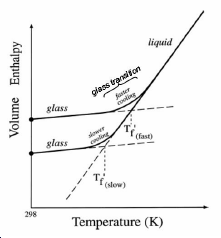 liquid
glass transition
faster
cooling
glass
Volume Enthalpy
slower
cooling
glass
Tf(fast)
Tf(slow)
298
Temperature (K)